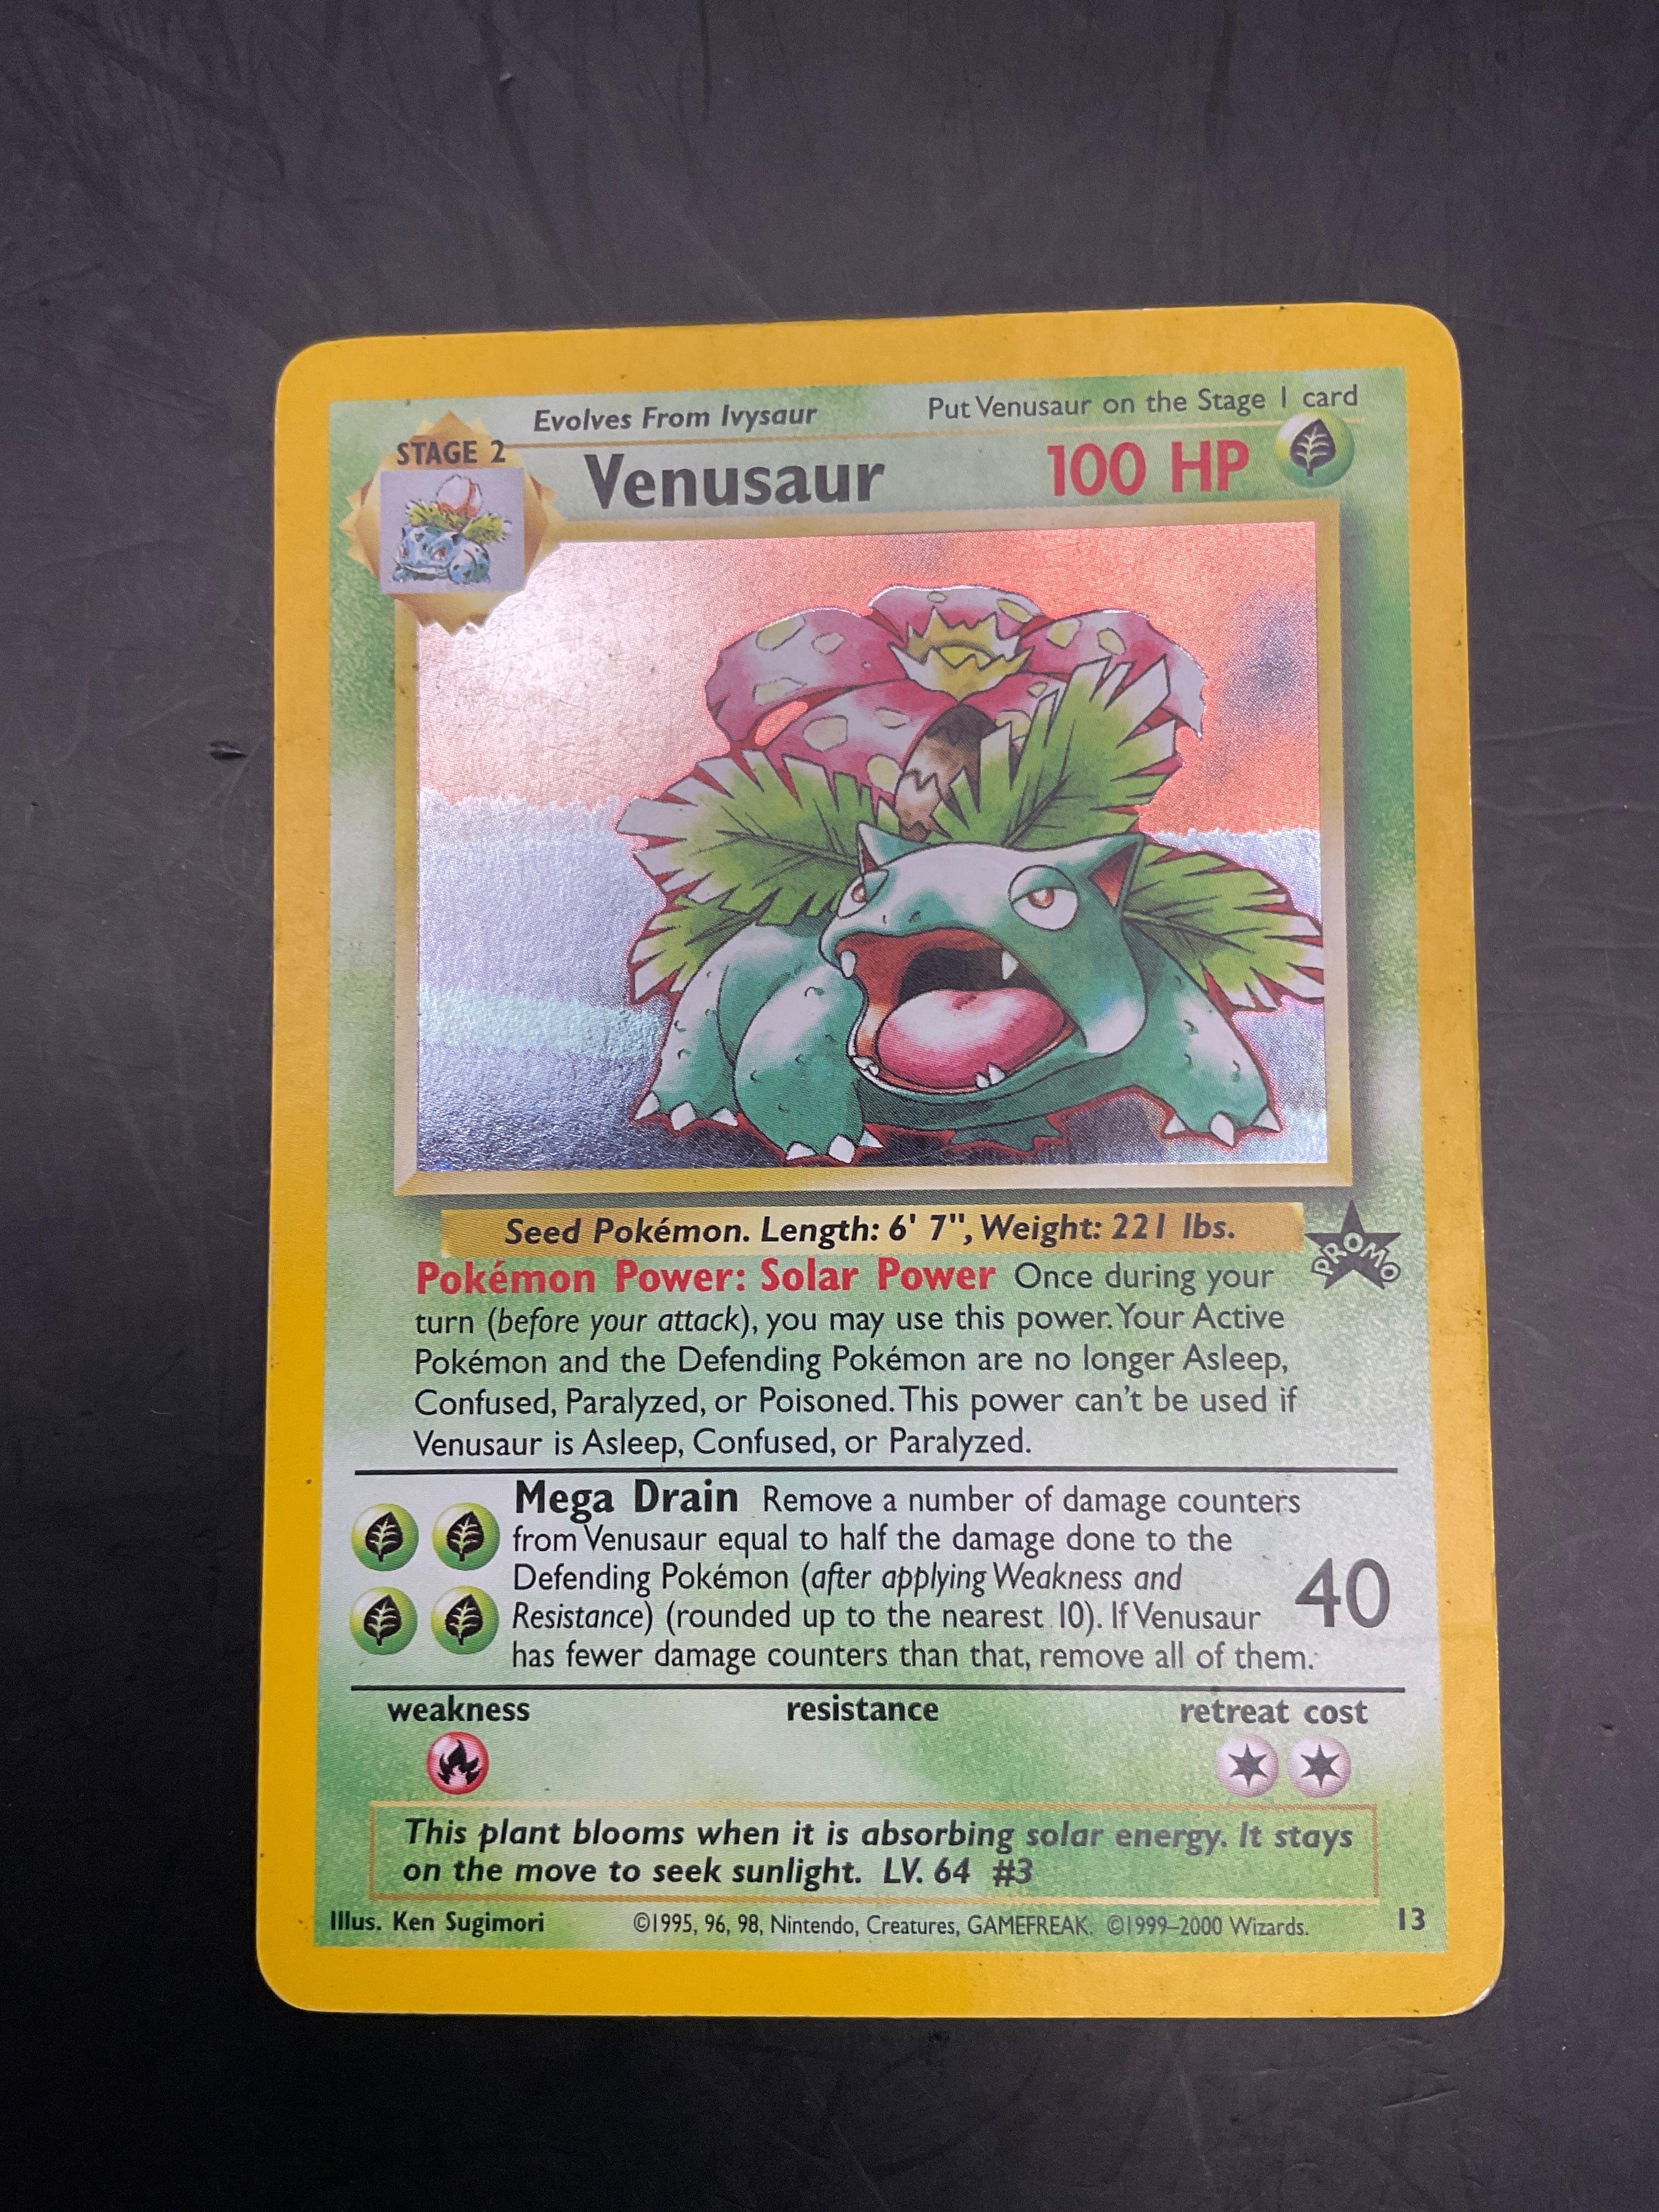 Evolves From Ivysaur
Put Venusaur on the Stage 1 card
STAGE 2
Venusaur
100 HP
Seed Pokémon. Length: 6' 7", Weight: 221 lbs.
PROMO
Pokémon Power: Solar Power Once during your
turn (before your attack), you may use this power. Your Active
Pokémon and the Defending Pokémon are no longer Asleep,
Confused, Paralyzed, or Poisoned. This power can't be used if
Venusaur is Asleep, Confused, or Paralyzed.
Mega Drain Remove a number of damage counters
from Venusaur equal to half the damage done to the
Defending Pokémon (after applying Weakness and
Resistance) (rounded up to the nearest 10). If Venusaur
has fewer damage counters than that, remove all of them.
40
weakness
resistance
retreat cost
This plant blooms when it is absorbing solar energy. It stays
on the move to seek sunlight. LV. 64 #3
Illus. Ken Sugimori
©1995, 96, 98, Nintendo, Creatures, GAMEFREAK. ©1999–2000 Wizards.
13